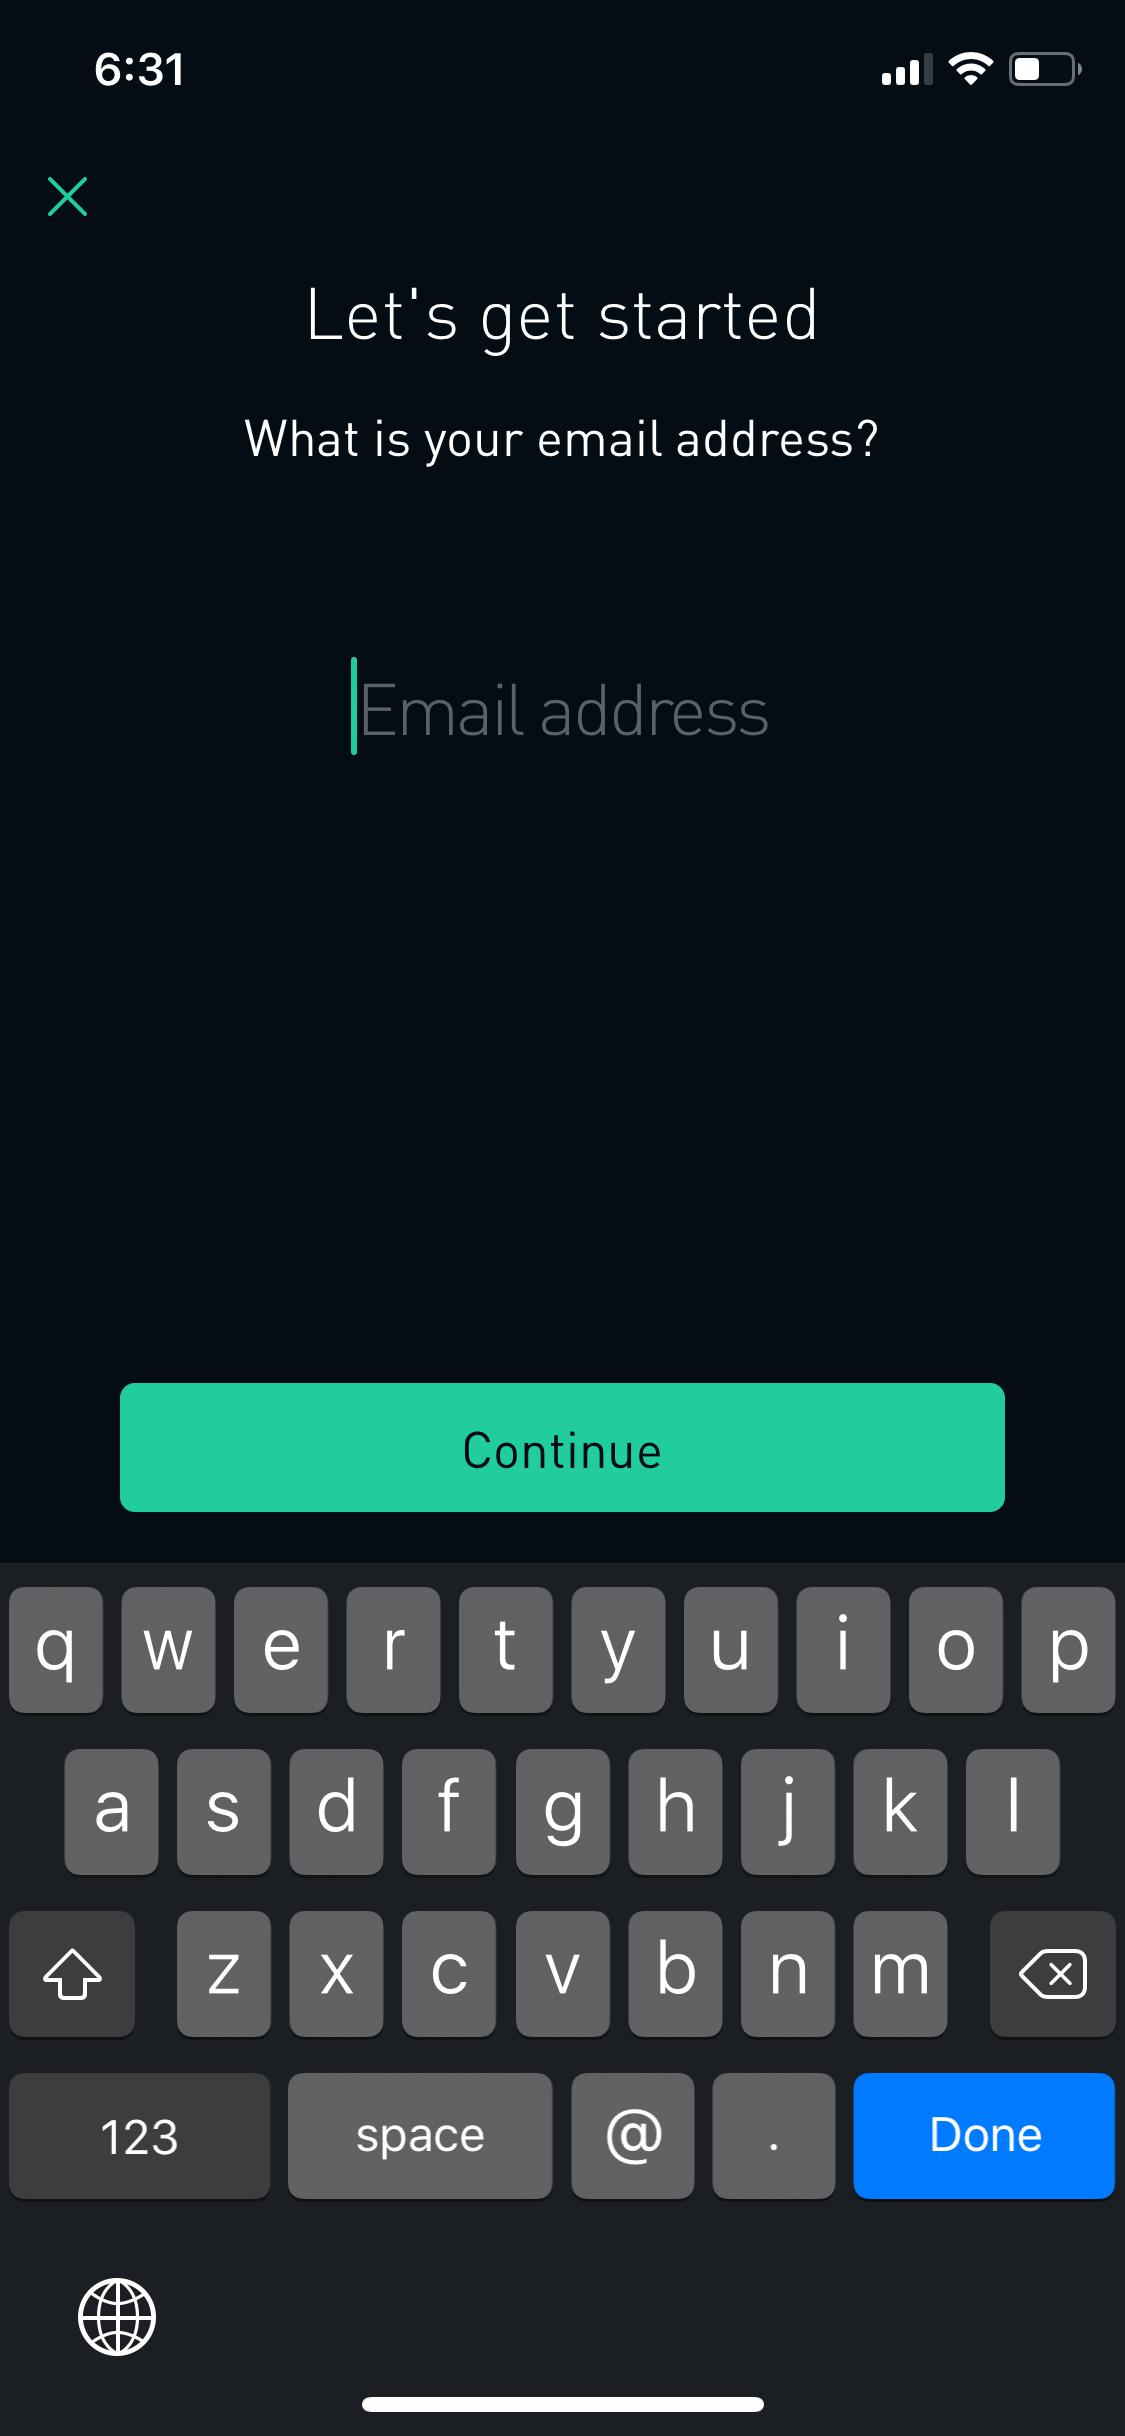 6:31
Let's get started
What is your email address?
Email address
Continue
q w e r t y u i o p
a s d f g h j k l
z x c v b n m
123 space @ . Done